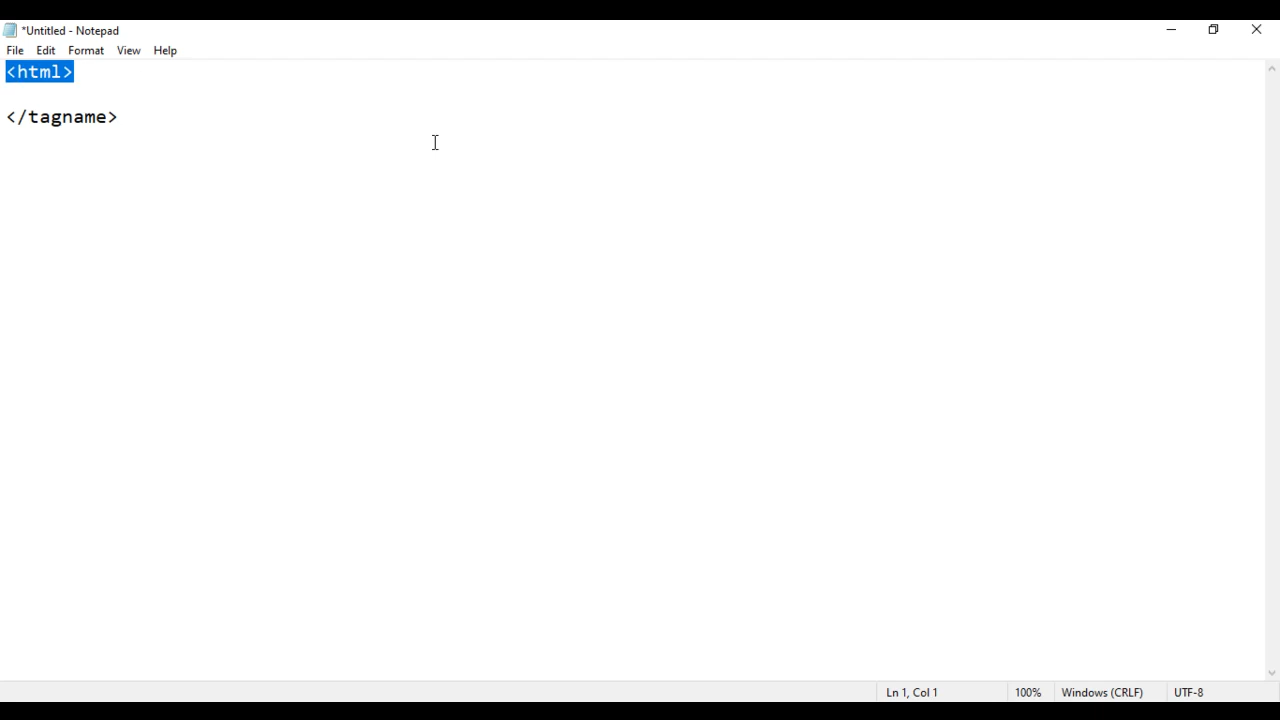 *Untitled - Notepad
File Edit Format View Help
<html>
</tagname>
Ln 1, Col 1 100% Windows (CRLF) UTF-8